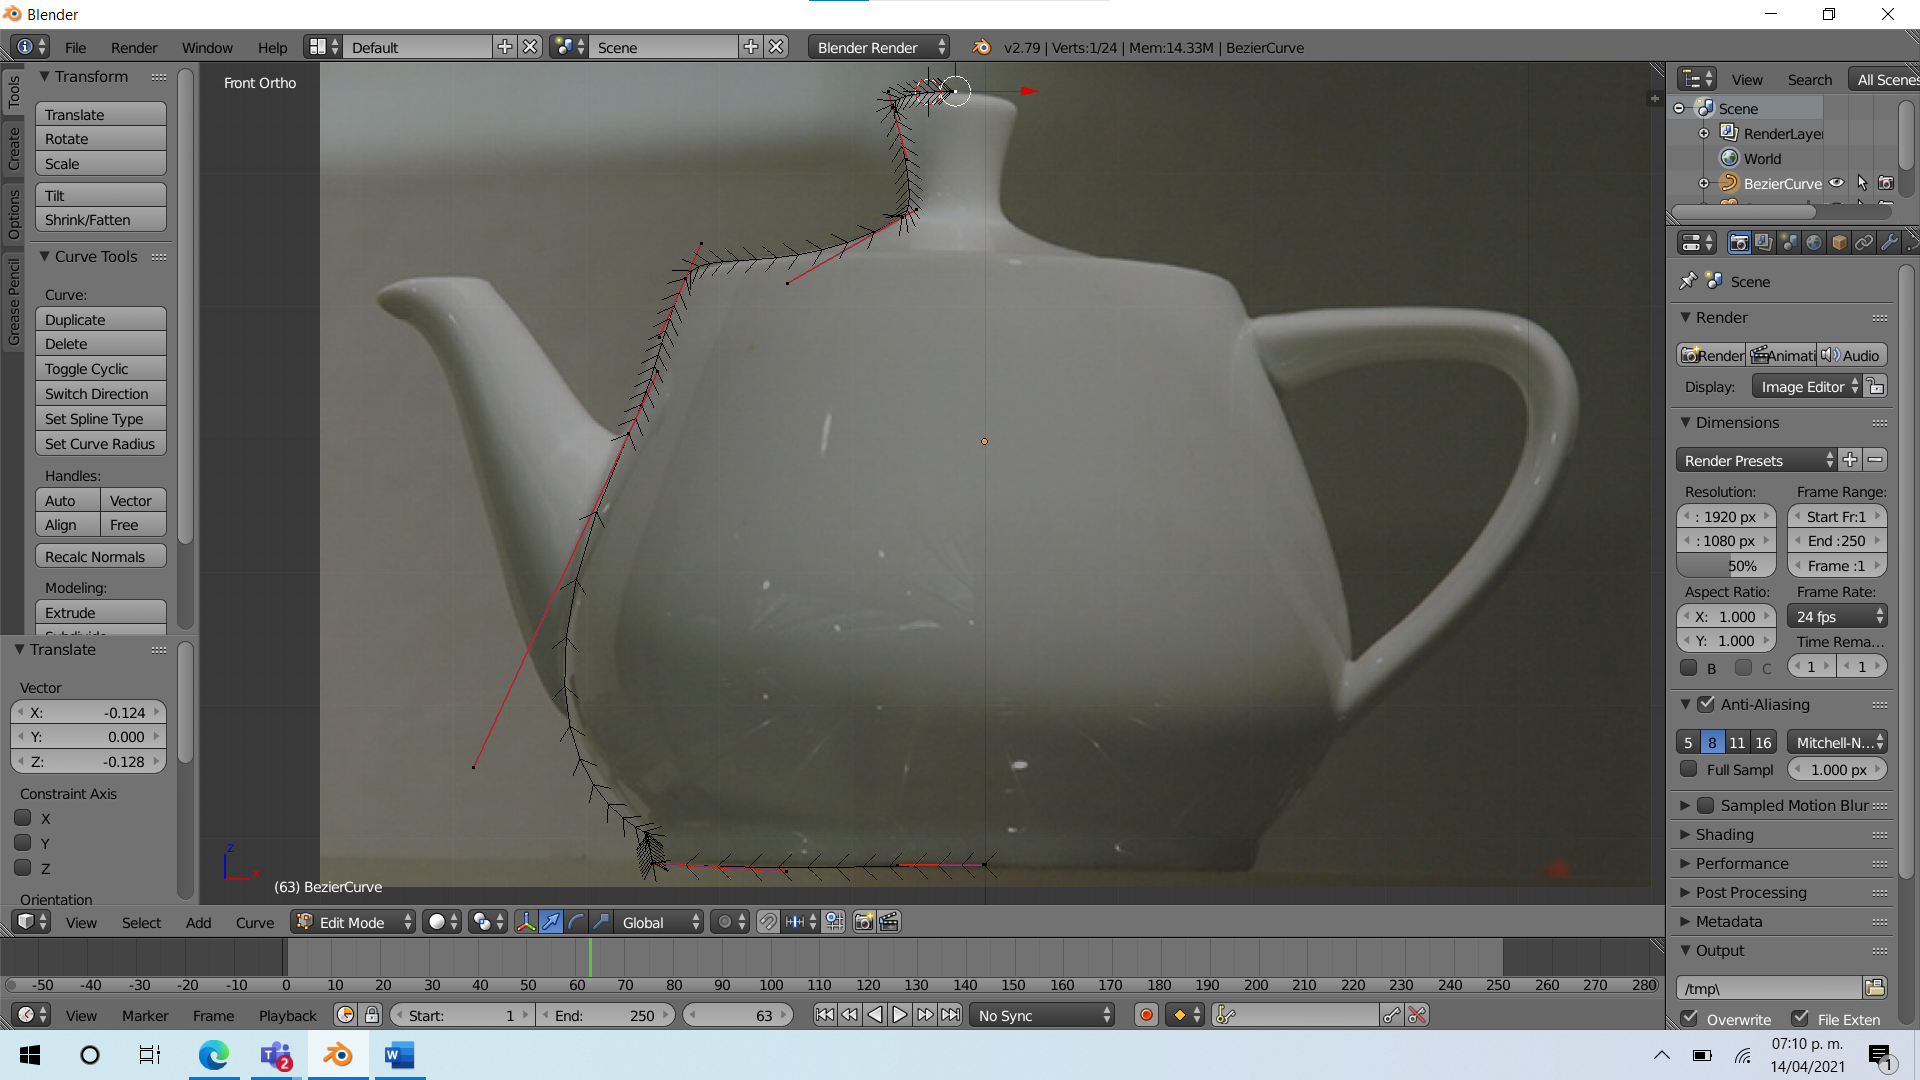 Blender
File Render Window Help Default Scene Blender Render v2.79 | Verts:1/24 | Mem:14.33M | BezierCurve
Tools
Create
Options
Grease Pencil
Transform
Translate
Rotate
Scale
Tilt
Shrink/Fatten
Curve Tools
Curve:
Duplicate
Delete
Toggle Cyclic
Switch Direction
Set Spline Type
Set Curve Radius
Handles:
Auto Vector
Align Free
Recalc Normals
Modeling:
Extrude
Translate
Vector
X: -0.124
Y: 0.000
Z: -0.128
Constraint Axis
X
Y
Z
Orientation
Front Ortho
z
x
(63) BezierCurve
View Select Add Curve Edit Mode Global
-50 -40 -30 -20 -10 0 10 20 30 40 50 60 70 80 90 100 110 120 130 140 150 160 170 180 190 200 210 220 230 240 250 260 270 280
View Marker Frame Playback Start: 1 End: 250 63 No Sync
View Search All Scenes
Scene
RenderLayer
World
BezierCurve
Scene
Render
Render Animati Audio
Display: Image Editor
Dimensions
Render Presets
Resolution: Frame Range:
: 1920 px Start Fr:1
: 1080 px End :250
50% Frame :1
Aspect Ratio: Frame Rate:
X: 1.000 24 fps
Y: 1.000 Time Rema...
B C 1 1
Anti-Aliasing
5 8 11 16 Mitchell-N...
Full Sampl 1.000 px
Sampled Motion Blur
Shading
Performance
Post Processing
Metadata
Output
/tmp\
Overwrite File Exten
2
07:10 p. m.
14/04/2021
1